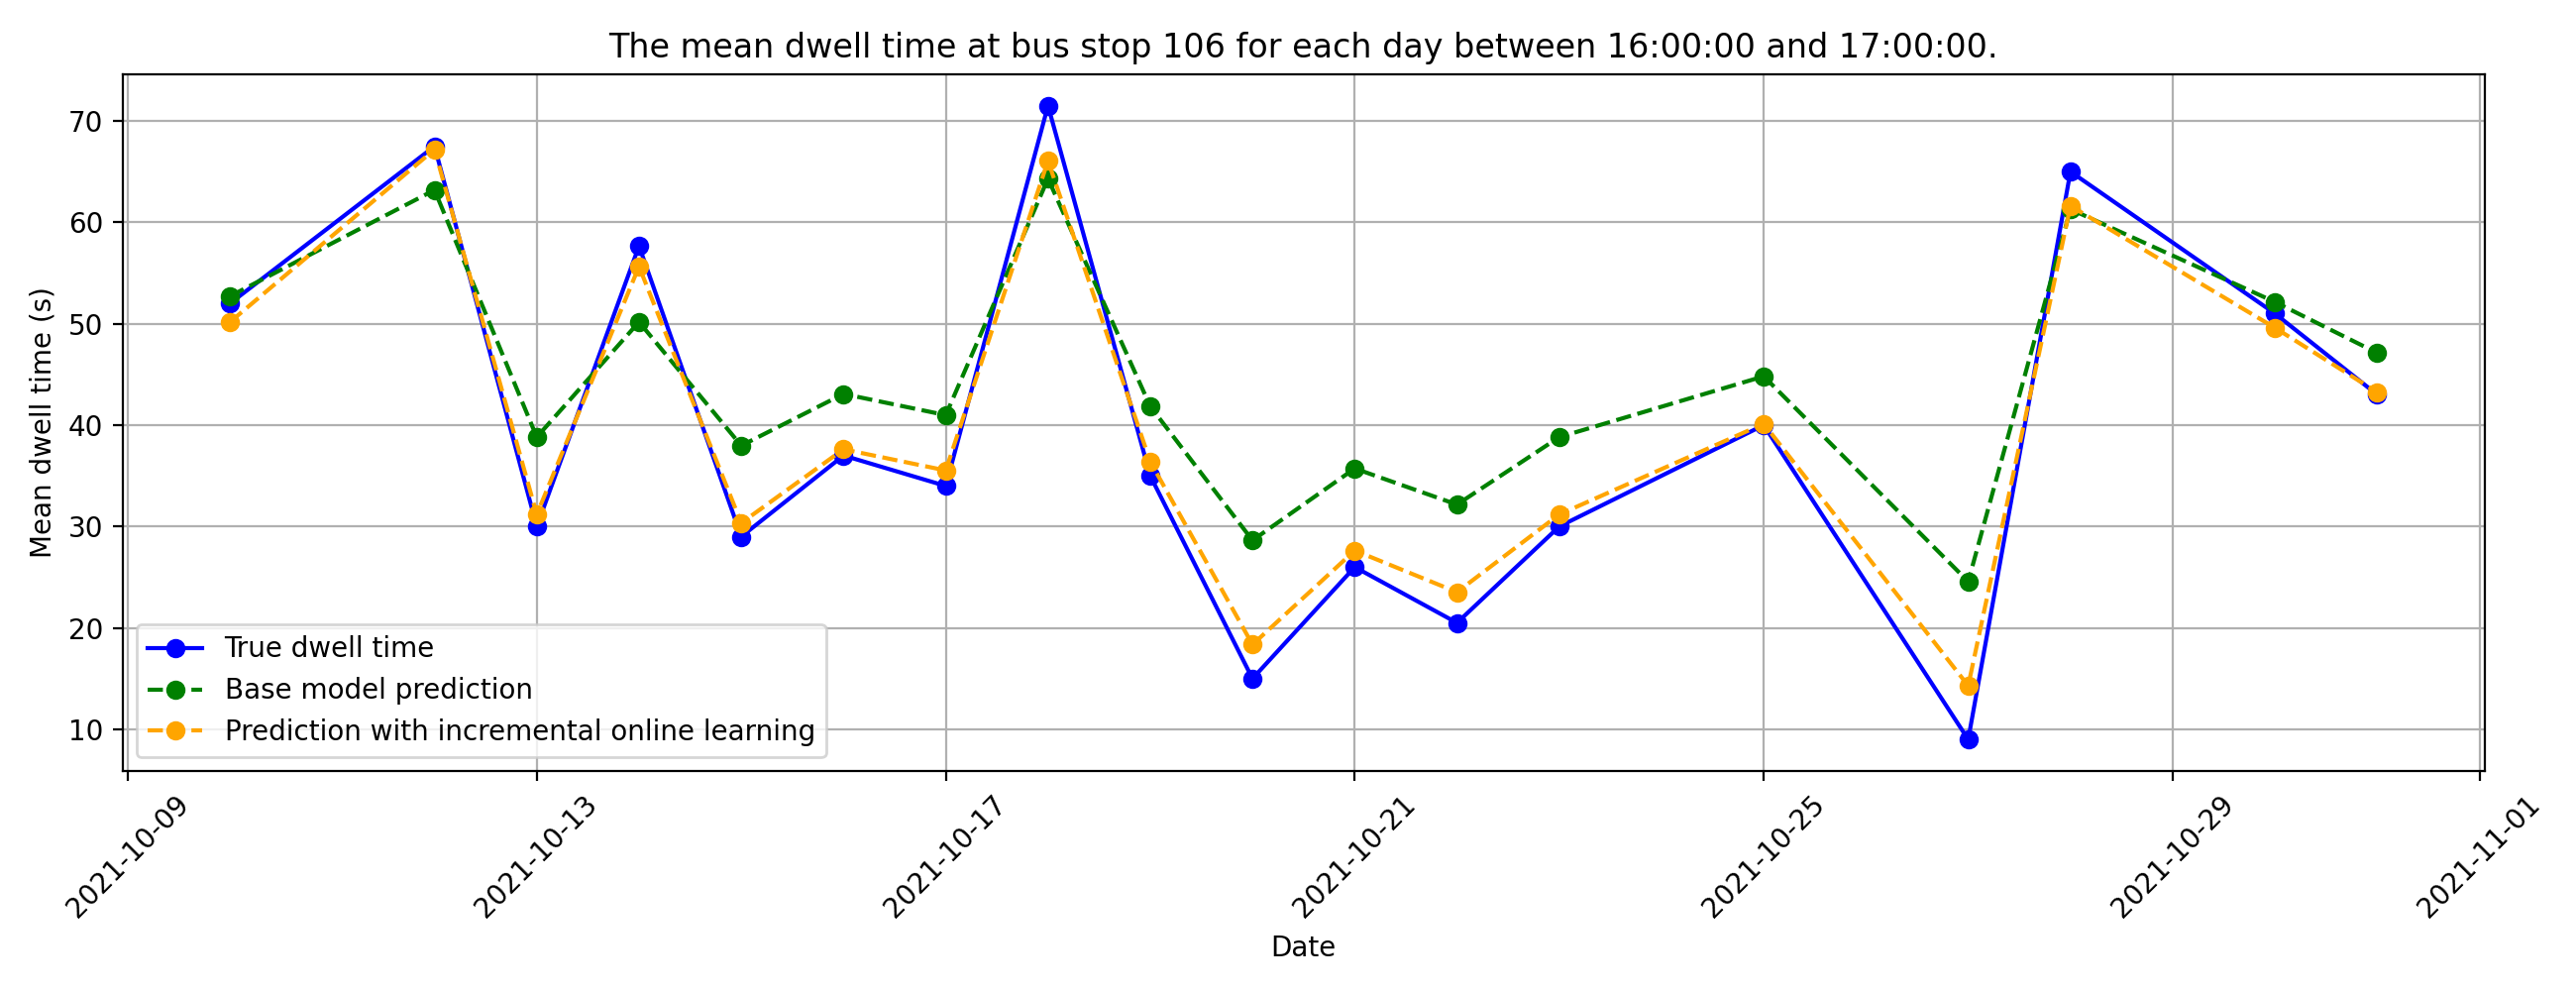 The mean dwell time at bus stop 106 for each day between 16:00:00 and 17:00:00.
Mean dwell time (s)
70
60
50
40
30
20
10
True dwell time
Base model prediction
Prediction with incremental online learning
2021-10-09
2021-10-13
2021-10-17
2021-10-21
2021-10-25
2021-10-29
2021-11-01
Date